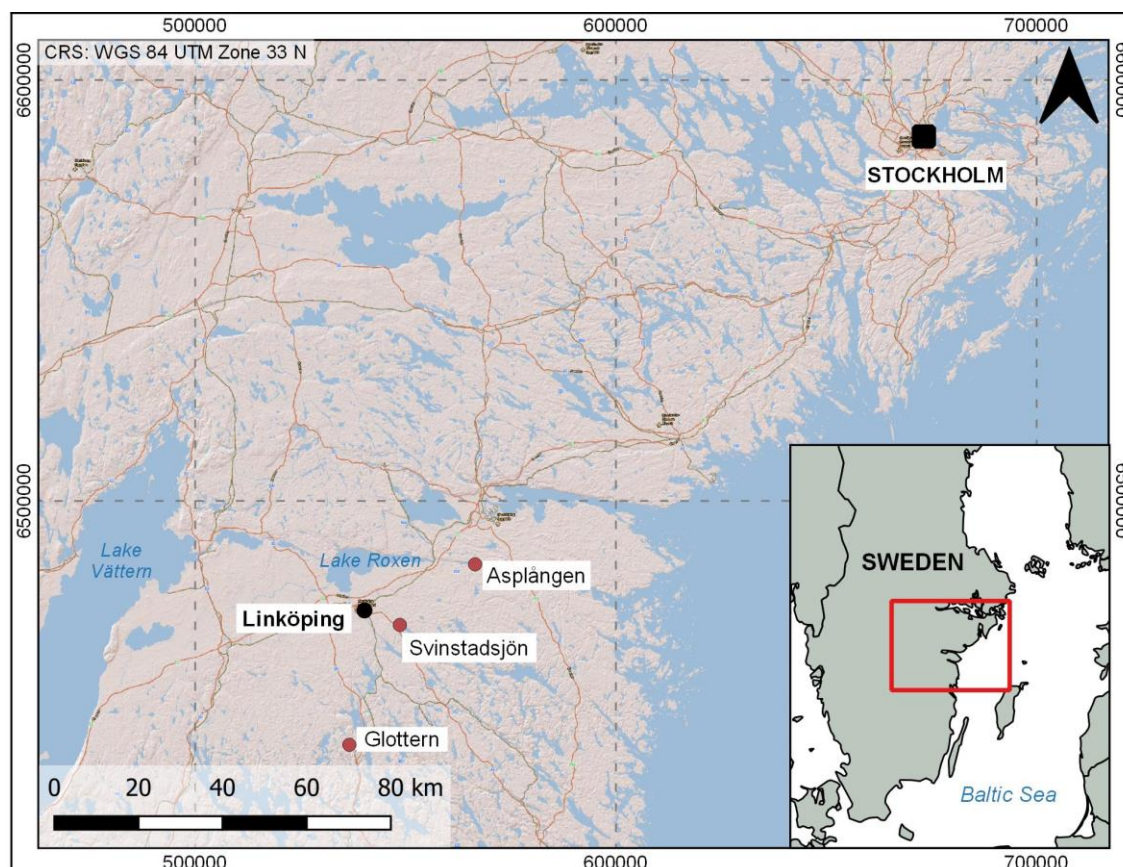 500000
600000
700000
CRS: WGS 84 UTM Zone 33 N
6600000
6600000
STOCKHOLM
6500000
6500000
SWEDEN
Lake
Vättern
Lake Roxen
Asplången
Linköping
Svinstadsjön
Glottern
0 20 40 60 80 km
Baltic Sea
500000
600000
700000